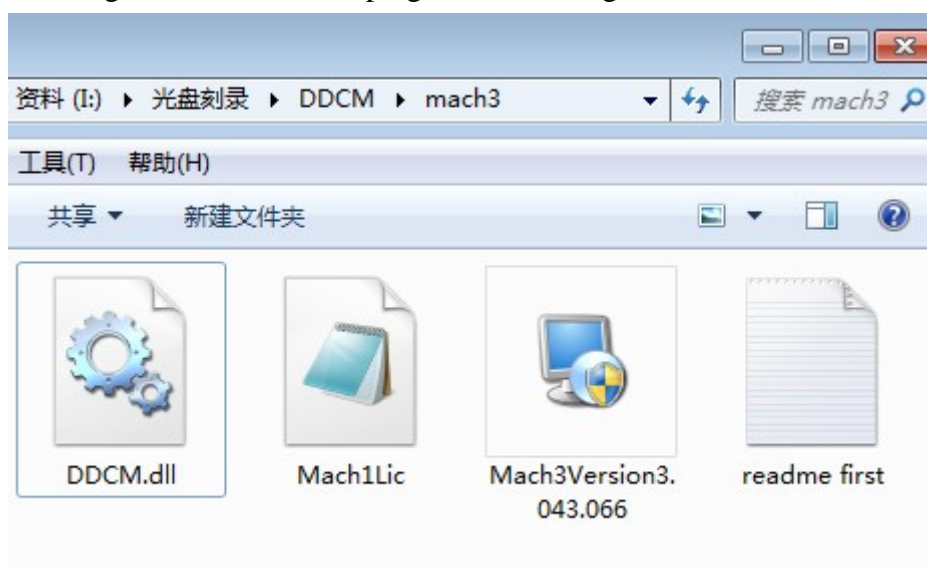 资料 (I:) ▸ 光盘刻录 ▸ DDCM ▸ mach3
搜索 mach3
工具(T) 帮助(H)
共享 新建文件夹
DDCM.dll
Mach1Lic
Mach3Version3.
043.066
readme first